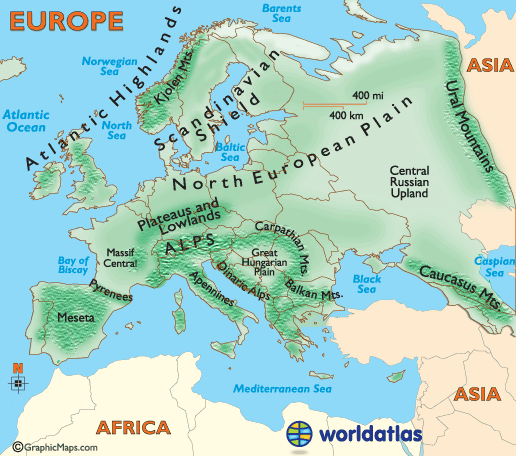 EUROPE
Barents
Sea
Norwegian
Sea
Kjolen Mts.
Atlantic Highlands
Scandinavian
Shield
ASIA
Ural Mountains
400 mi
400 km
Atlantic
Ocean
North
Sea
Baltic
Sea
North European Plain
Central
Russian
Upland
Plateaus and
Lowlands
Carpathian Mts.
ALPS
Massif
Central
Great
Hungarian
Plain
Bay of
Biscay
Caspian
Sea
Caucasus Mts.
Black
Sea
Pyrenees
Dinaric Alps
Balkan Mts.
Apennines
Meseta
N
Mediterranean Sea
ASIA
AFRICA
worldatlas
©GraphicMaps.com